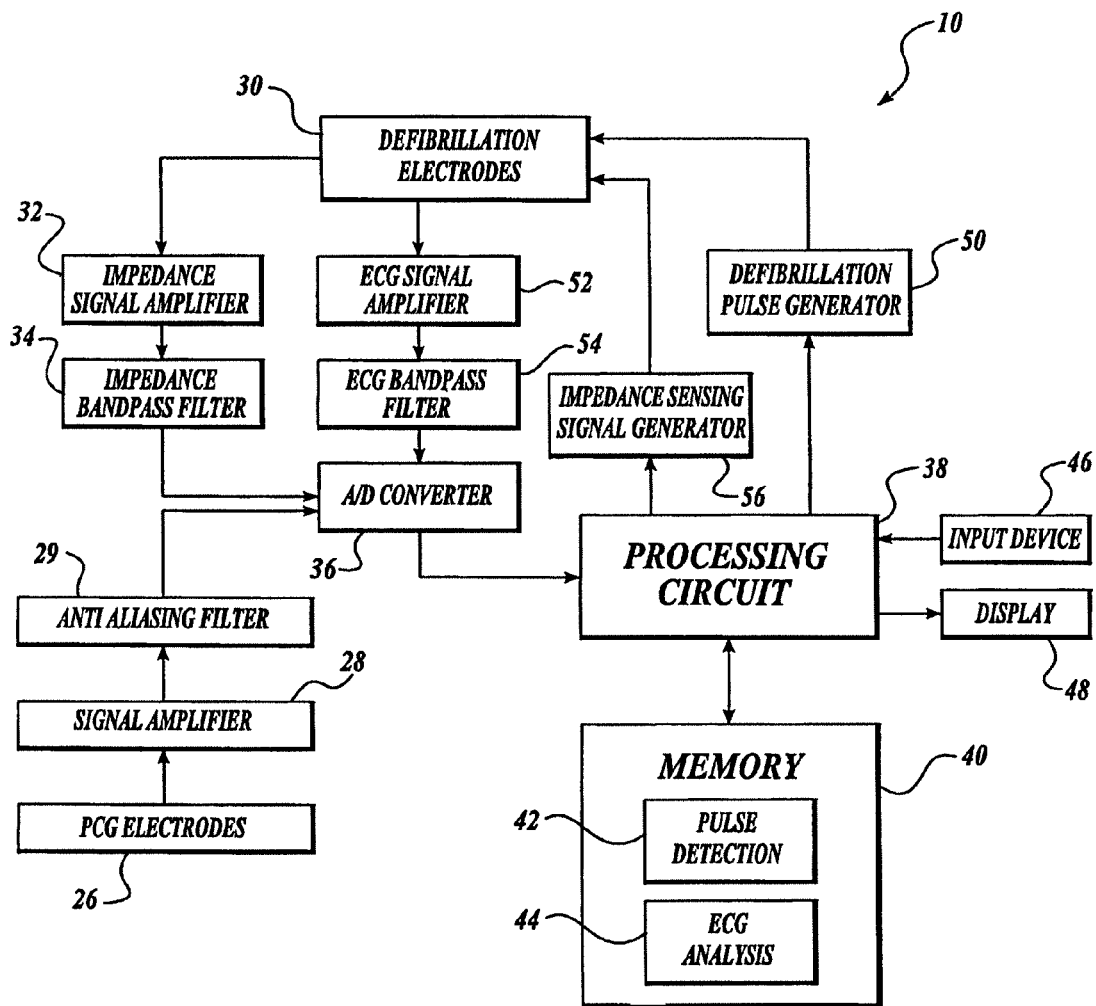 10
30
DEFIBRILLATION
ELECTRODES
32
IMPEDANCE
SIGNAL AMPLIFIER
ECG SIGNAL
AMPLIFIER
52
50
DEFIBRILLATION
PULSE GENERATOR
34
IMPEDANCE
BANDPASS FILTER
54
ECG BANDPASS
FILTER
IMPEDANCE SENSING
SIGNAL GENERATOR
56
A/D CONVERTER
36
38
PROCESSING
CIRCUIT
46
INPUT DEVICE
DISPLAY
48
29
ANTI ALIASING FILTER
28
SIGNAL AMPLIFIER
PCG ELECTRODES
26
MEMORY
40
42
PULSE
DETECTION
44
ECG
ANALYSIS